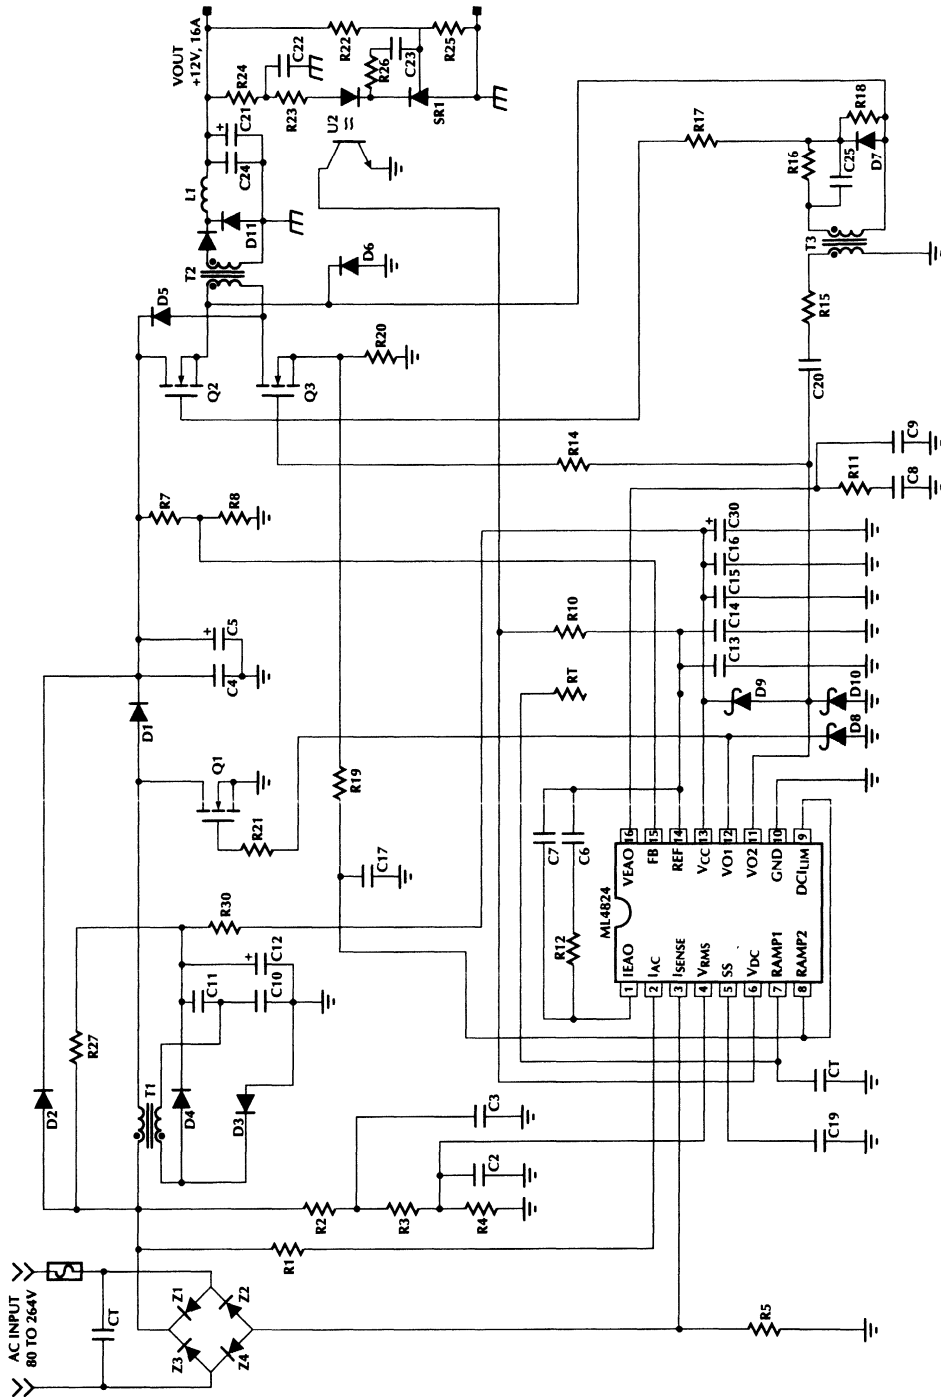 AC INPUT
80 TO 264V
CT
Z1
Z2
Z3
Z4
R5
R1
R2
R3
R4
C2
C3
D2
R27
T1
D4
D3
C11
C10
C12
R30
R21
Q1
D1
C4
C5
R7
R8
R19
C17
D5
Q2
Q3
R20
D6
T2
D11
L1
C24
C21
R24
C22
R23
VOUT
+12V, 16A
R22
R26
C23
R25
SR1
U2
R17
R18
R16
C25
D7
T3
R15
C20
R14
R11
C9
C8
C30
C16
C15
C14
C13
R10
RT
D9
D10
D8
C7
C6
R12
ML4824
1 IEAO
2 IAC
3 ISENSE
4 VRMS
5 SS
6 VDC
7 RAMP1
8 RAMP2
VEAO 16
FB 15
REF 14
VCC 13
VO1 12
VO2 11
GND 10
DCILIM 9
CT
C19